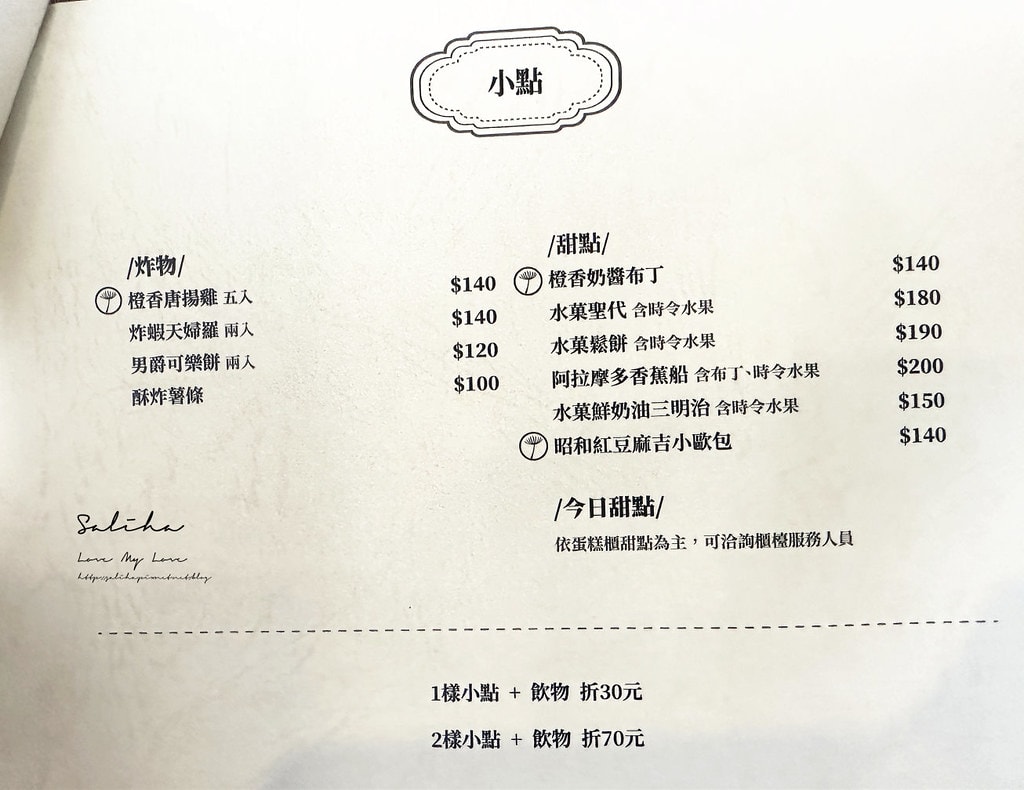 小點
/炸物/
橙香唐揚雞 五入 $140
炸蝦天婦羅 兩入 $140
男爵可樂餅 兩入 $120
酥炸薯條 $100
/甜點/
橙香奶醬布丁 $140
水菓聖代 含時令水果 $180
水菓鬆餅 含時令水果 $190
阿拉摩多香蕉船 含布丁、時令水果 $200
水菓鮮奶油三明治 含時令水果 $150
昭和紅豆麻吉小歐包 $140
/今日甜點/
依蛋糕櫃甜點為主，可洽詢櫃檯服務人員
Saliha
Love My Love
1樣小點 + 飲物 折30元
2樣小點 + 飲物 折70元